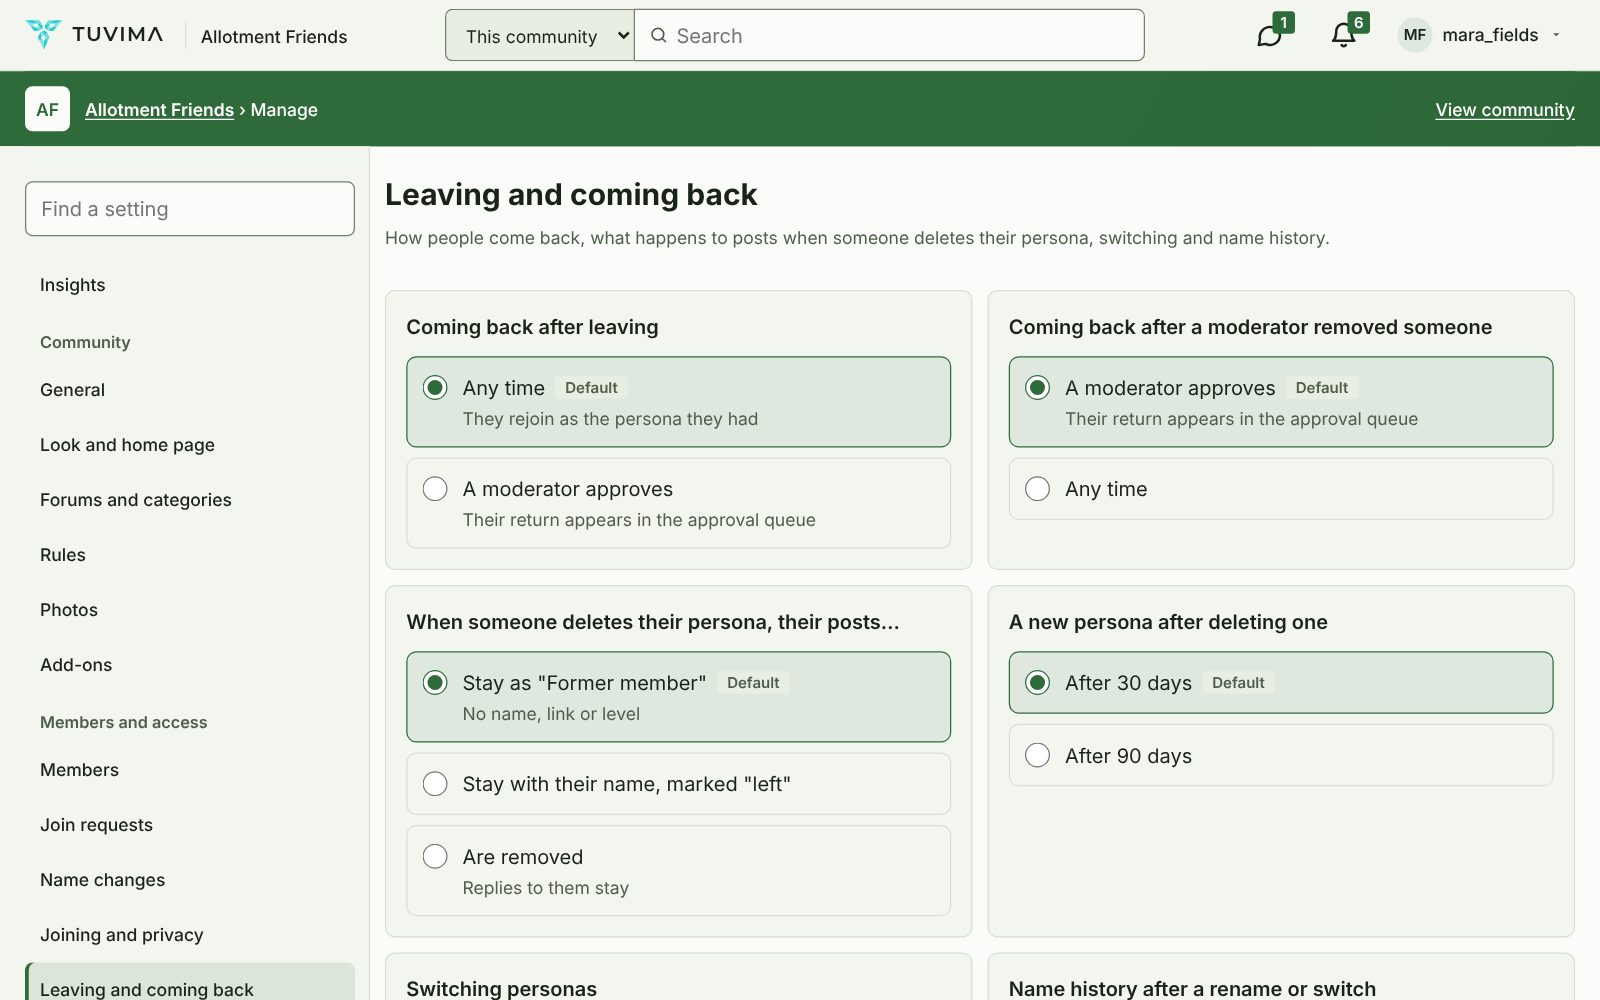 TUVIMA
Allotment Friends
This community
Search
1
6
MF
mara_fields
AF
Allotment Friends › Manage
View community
Find a setting
Insights
Community
General
Look and home page
Forums and categories
Rules
Photos
Add-ons
Members and access
Members
Join requests
Name changes
Joining and privacy
Leaving and coming back
Leaving and coming back
How people come back, what happens to posts when someone deletes their persona, switching and name history.
Coming back after leaving
Any time Default
They rejoin as the persona they had
A moderator approves
Their return appears in the approval queue
Coming back after a moderator removed someone
A moderator approves Default
Their return appears in the approval queue
Any time
When someone deletes their persona, their posts...
Stay as "Former member" Default
No name, link or level
Stay with their name, marked "left"
Are removed
Replies to them stay
A new persona after deleting one
After 30 days Default
After 90 days
Switching personas
Name history after a rename or switch